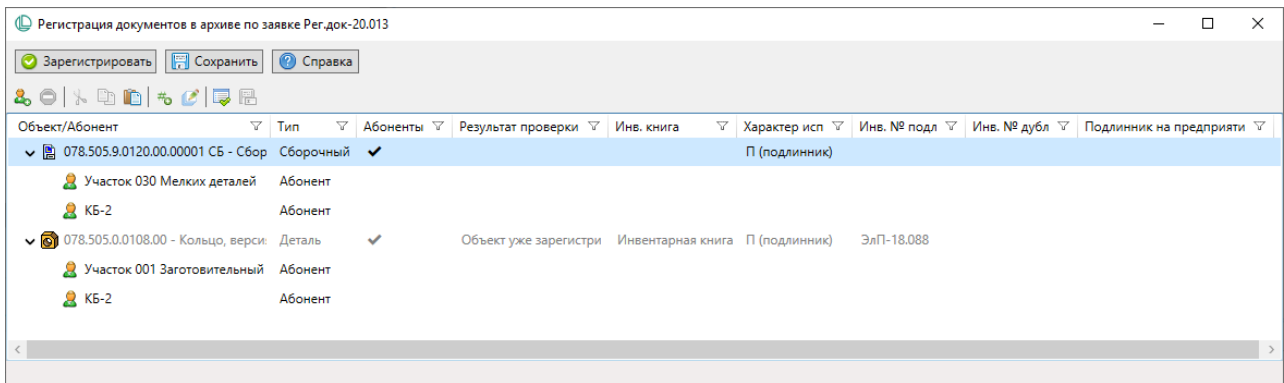 Регистрация документов в архиве по заявке Рег.док-20.013
Зарегистрировать Сохранить Справка
Объект/Абонент Тип Абоненты Результат проверки Инв. книга Характер исп Инв. № подл Инв. № дубл Подлинник на предприяти
078.505.9.0120.00.00001 СБ - Сбор Сборочный П (подлинник)
Участок 030 Мелких деталей Абонент
КБ-2 Абонент
078.505.0.0108.00 - Кольцо, верси Деталь Объект уже зарегистри Инвентарная книга П (подлинник) ЭлП-18.088
Участок 001 Заготовительный Абонент
КБ-2 Абонент